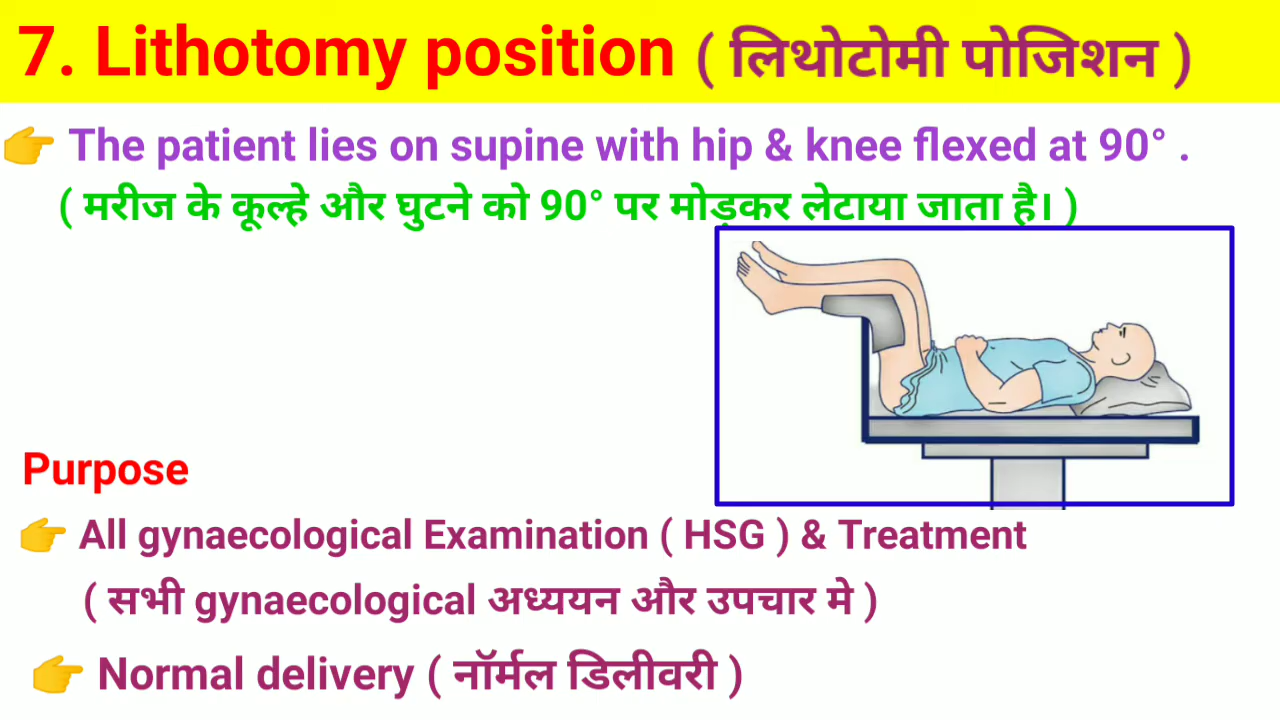 7. Lithotomy position ( लिथोटोमी पोजिशन )
👉 The patient lies on supine with hip & knee flexed at 90° .
( मरीज के कूल्हे और घुटने को 90° पर मोड़कर लेटाया जाता है। )
Purpose
👉 All gynaecological Examination ( HSG ) & Treatment
( सभी gynaecological अध्ययन और उपचार मे )
👉 Normal delivery ( नॉर्मल डिलीवरी )